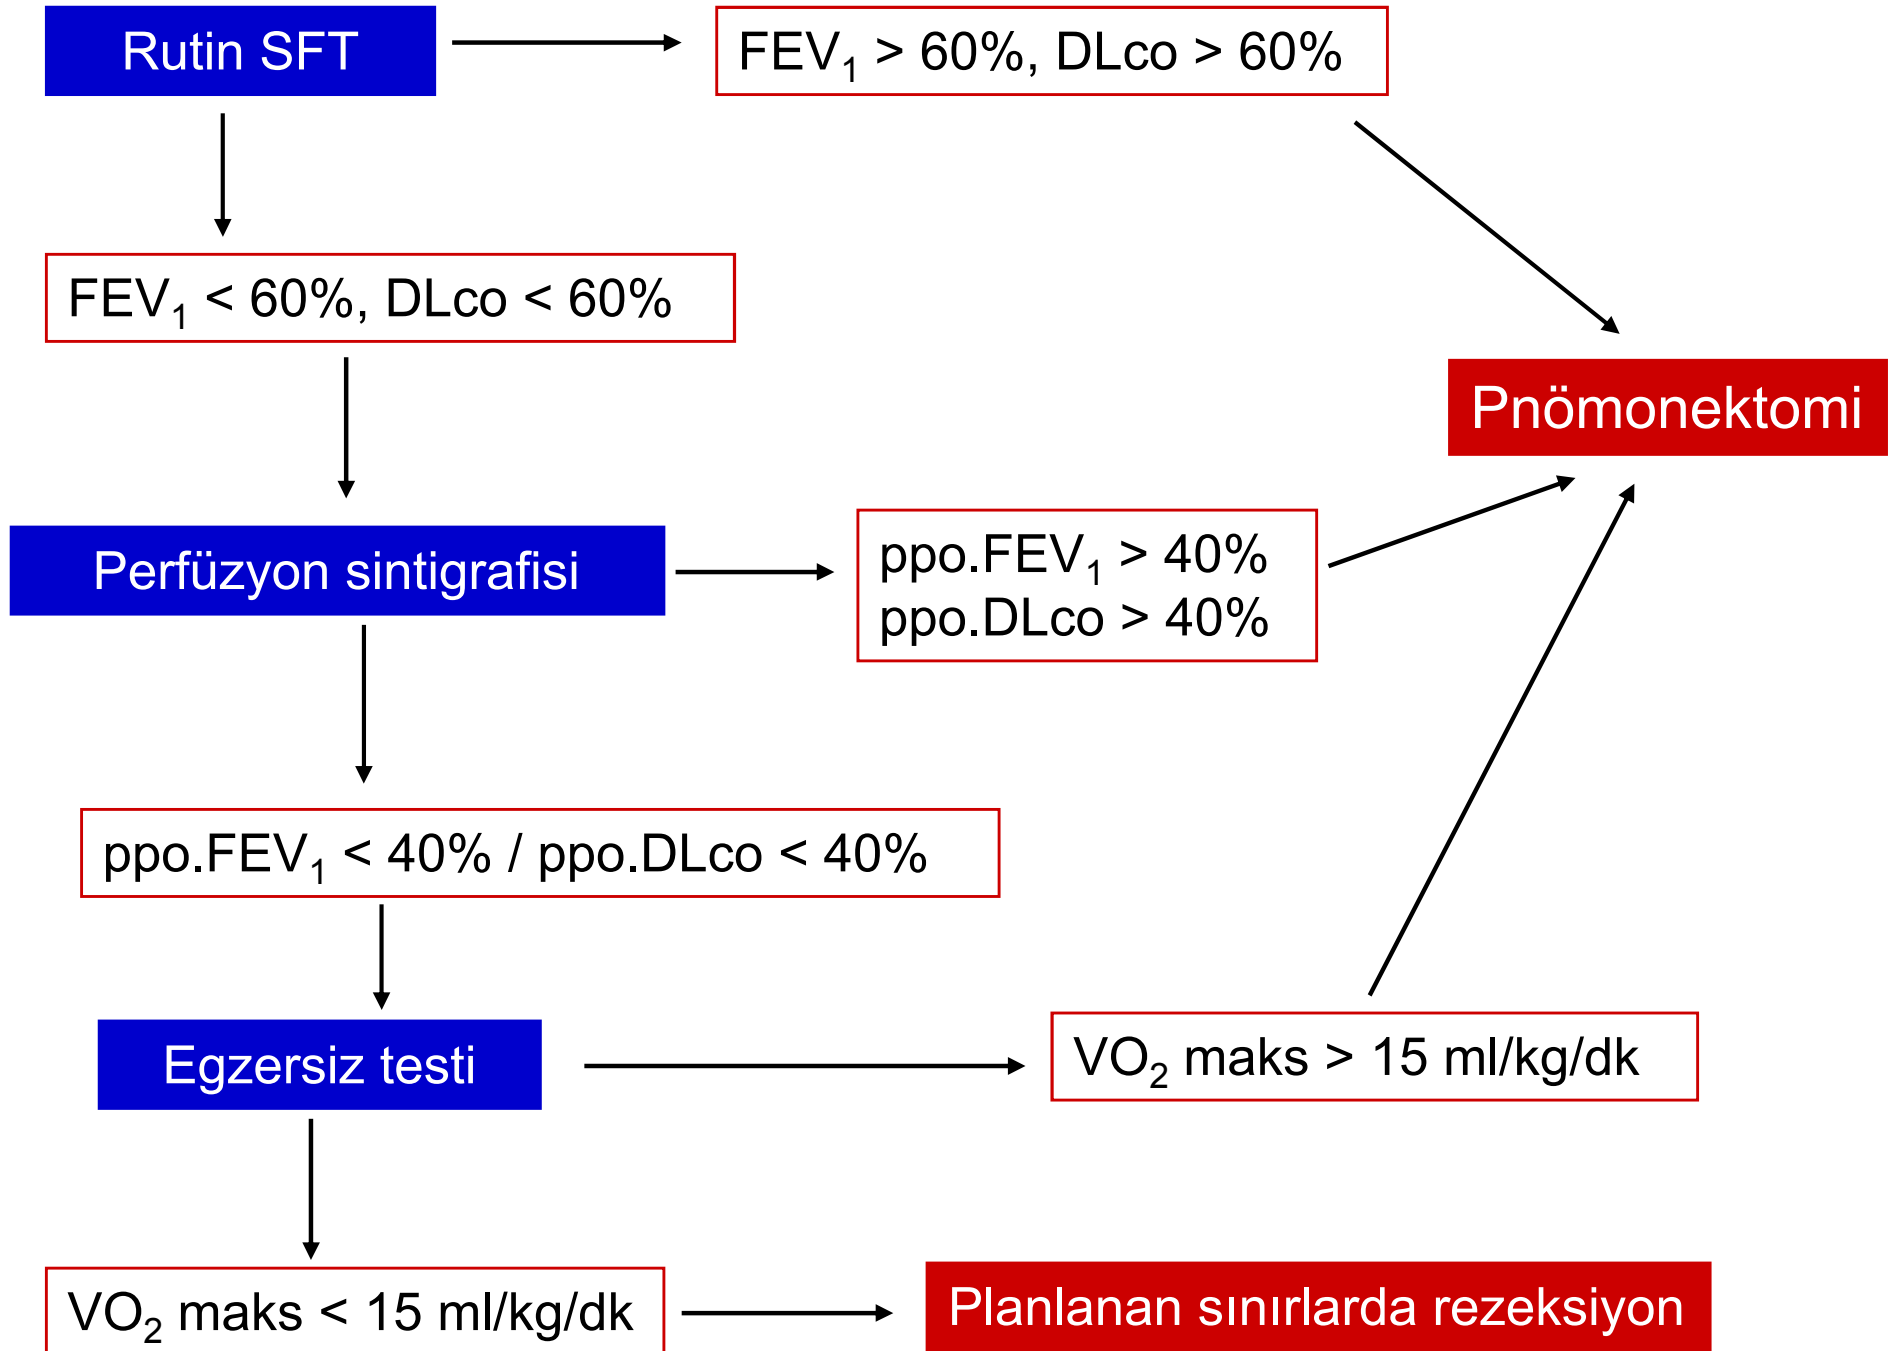 Rutin SFT
FEV₁ > 60%, DLco > 60%
FEV₁ < 60%, DLco < 60%
Pnömonektomi
Perfüzyon sintigrafisi
ppo.FEV₁ > 40%
ppo.DLco > 40%
ppo.FEV₁ < 40% / ppo.DLco < 40%
Egzersiz testi
VO₂ maks > 15 ml/kg/dk
VO₂ maks < 15 ml/kg/dk
Planlanan sınırlarda rezeksiyon